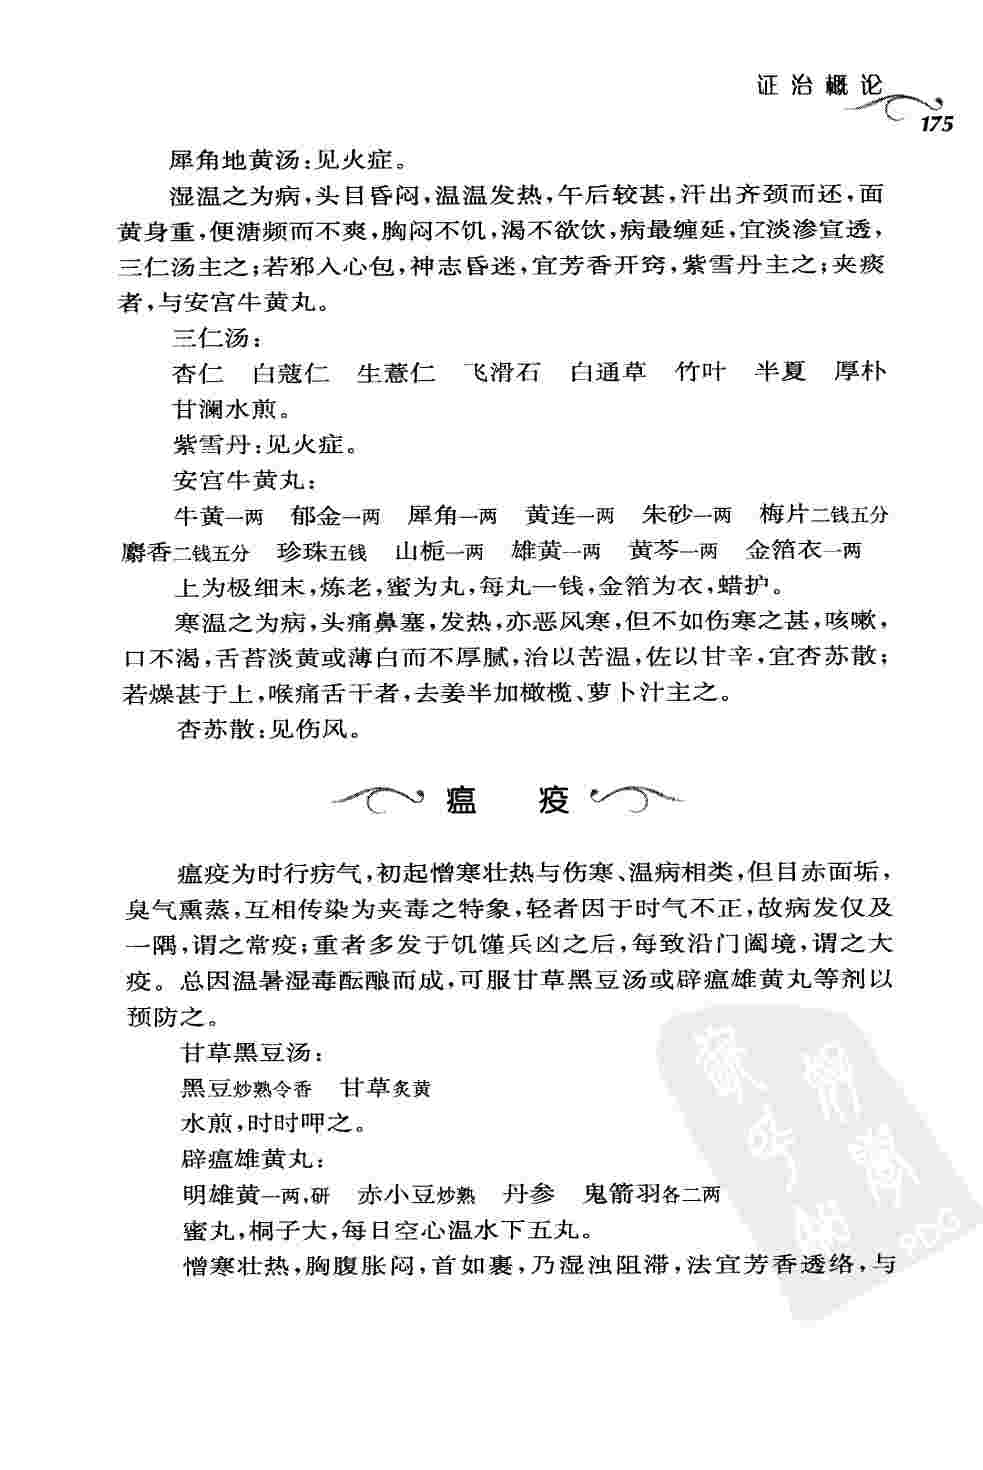 证治概论
175
犀角地黄汤:见火症。
湿温之为病,头目昏闷,温温发热,午后较甚,汗出齐颈而还,面
黄身重,便溏频而不爽,胸闷不饥,渴不欲饮,病最缠延,宜淡渗宣透,
三仁汤主之;若邪入心包,神志昏迷,宜芳香开窍,紫雪丹主之;夹痰
者,与安宫牛黄丸。
三仁汤:
杏仁 白蔻仁 生薏仁 飞滑石 白通草 竹叶 半夏 厚朴
甘澜水煎。
紫雪丹:见火症。
安宫牛黄丸:
牛黄一两 郁金一两 犀角一两 黄连一两 朱砂一两 梅片二钱五分
麝香二钱五分 珍珠五钱 山栀一两 雄黄一两 黄芩一两 金箔衣一两
上为极细末,炼老,蜜为丸,每丸一钱,金箔为衣,蜡护。
寒温之为病,头痛鼻塞,发热,亦恶风寒,但不如伤寒之甚,咳嗽,
口不渴,舌苔淡黄或薄白而不厚腻,治以苦温,佐以甘辛,宜杏苏散;
若燥甚于上,喉痛舌干者,去姜半加橄榄、萝卜汁主之。
杏苏散:见伤风。
瘟 疫
瘟疫为时行疠气,初起憎寒壮热与伤寒、温病相类,但目赤面垢,
臭气熏蒸,互相传染为夹毒之特象,轻者因于时气不正,故病发仅及
一隅,谓之常疫;重者多发于饥馑兵凶之后,每致沿门阖境,谓之大
疫。总因温暑湿毒酝酿而成,可服甘草黑豆汤或辟瘟雄黄丸等剂以
预防之。
甘草黑豆汤:
黑豆炒熟令香 甘草炙黄
水煎,时时呷之。
辟瘟雄黄丸:
明雄黄一两,研 赤小豆炒熟 丹参 鬼箭羽各二两
蜜丸,桐子大,每日空心温水下五丸。
憎寒壮热,胸腹胀闷,首如裹,乃湿浊阻滞,法宜芳香透络,与
PDG